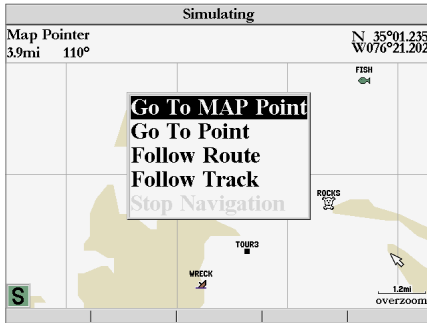 Simulating
Map Pointer
N 35°01.235
3.9mi 110°
W076°21.202
FISH
Go To MAP Point
Go To Point
Follow Route
Follow Track
Stop Navigation
ROCKS
TOUR3
WRECK
S
1.2mi
overzoom